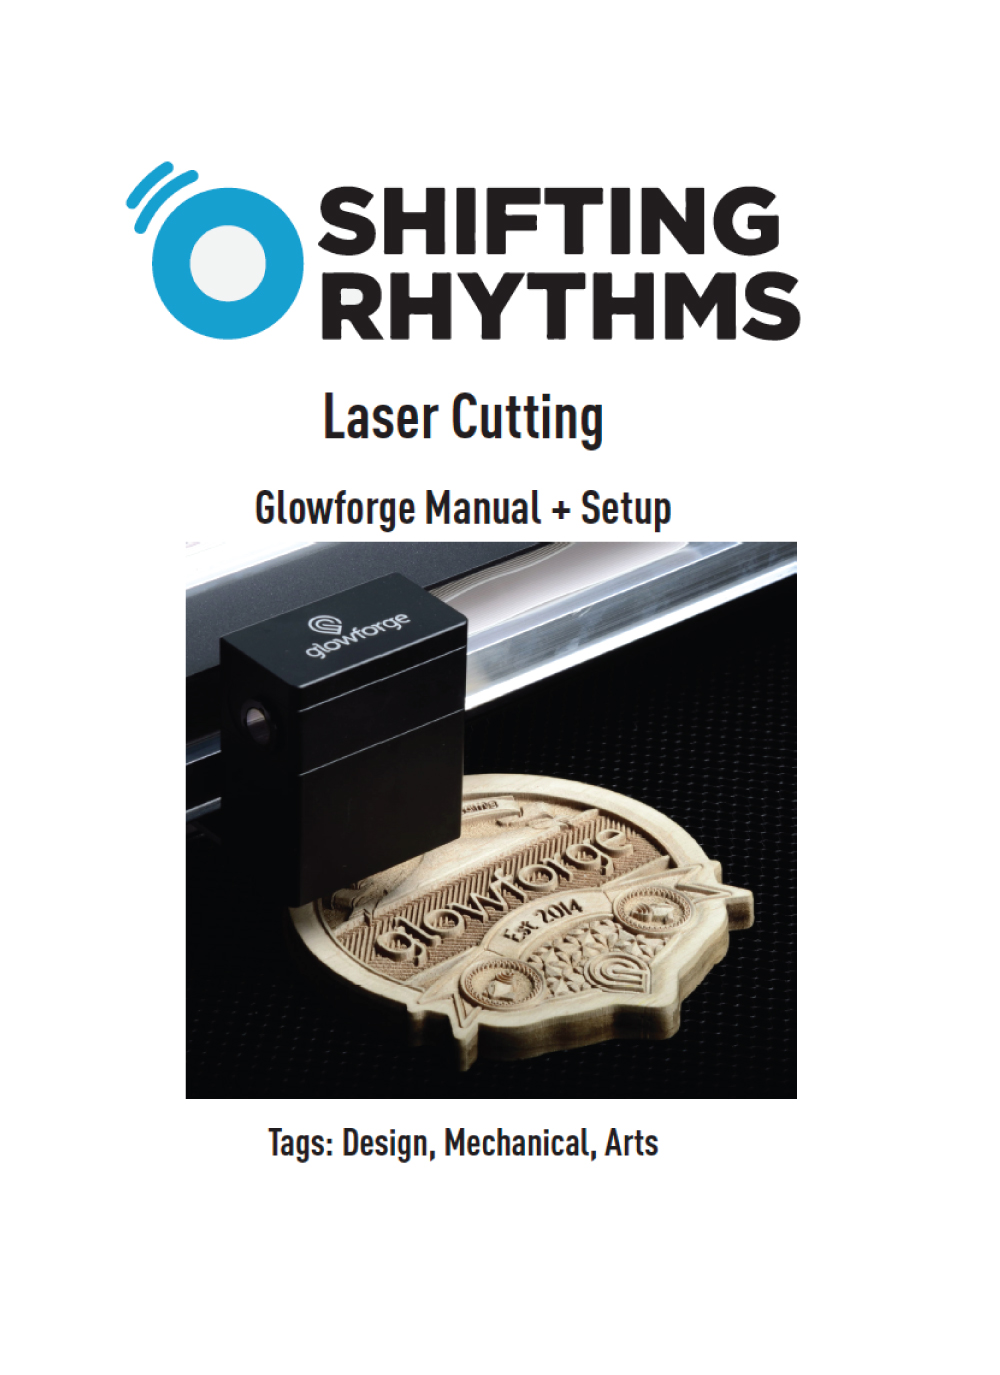 SHIFTING
RHYTHMS
Laser Cutting
Glowforge Manual + Setup
glowforge
glowforge
Est 2014
Tags: Design, Mechanical, Arts